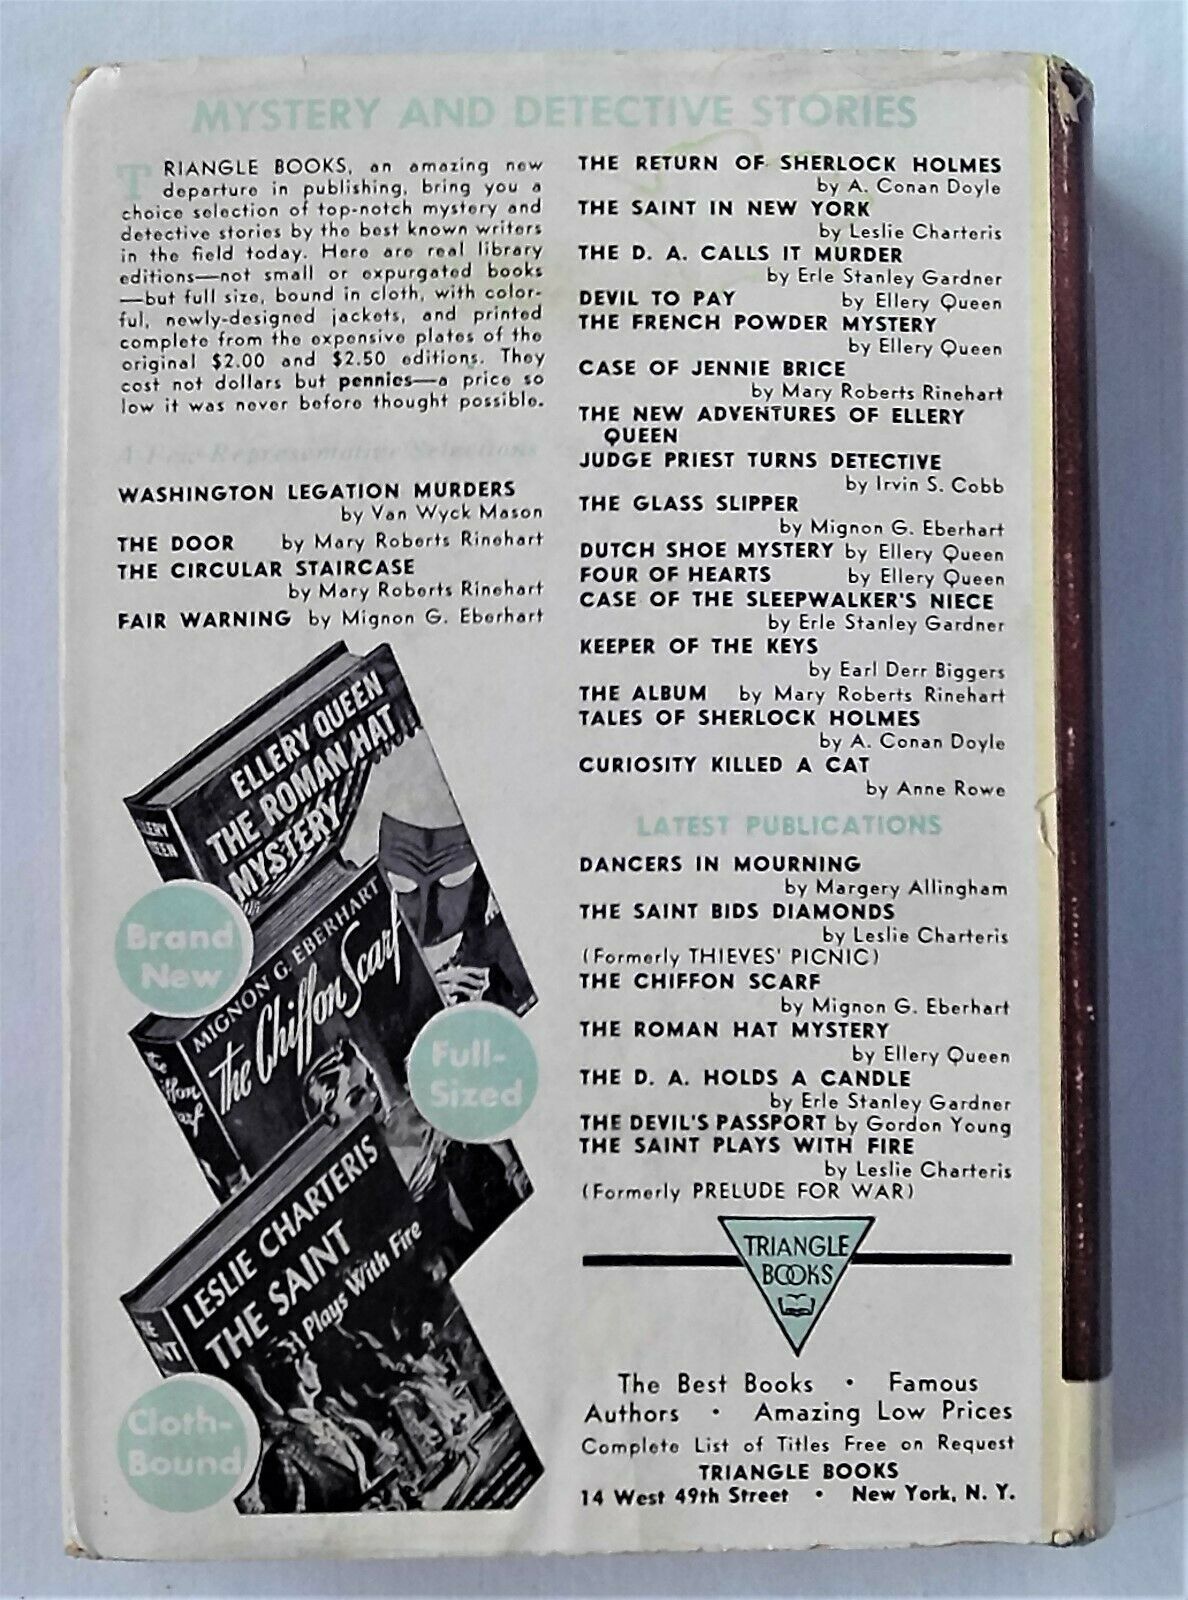 MYSTERY AND DETECTIVE STORIES
TRIANGLE BOOKS, an amazing new
departure in publishing, bring you a
choice selection of top-notch mystery and
detective stories by the best known writers
in the field today. Here are real library
editions—not small or expurgated books
—but full size, bound in cloth, with color-
ful, newly-designed jackets, and printed
complete from the expensive plates of the
original $2.00 and $2.50 editions. They
cost not dollars but pennies—a price so
low it was never before thought possible.
A Few Representative Selections
WASHINGTON LEGATION MURDERS
by Van Wyck Mason
THE DOOR by Mary Roberts Rinehart
THE CIRCULAR STAIRCASE
by Mary Roberts Rinehart
FAIR WARNING by Mignon G. Eberhart
ELLERY QUEEN
THE ROMAN HAT
MYSTERY
Brand
New
MIGNON G. EBERHART
The Chiffon Scarf
Full-
Sized
LESLIE CHARTERIS
THE SAINT
Plays With Fire
Cloth-
Bound
THE RETURN OF SHERLOCK HOLMES
by A. Conan Doyle
THE SAINT IN NEW YORK
by Leslie Charteris
THE D. A. CALLS IT MURDER
by Erle Stanley Gardner
DEVIL TO PAY by Ellery Queen
THE FRENCH POWDER MYSTERY
by Ellery Queen
CASE OF JENNIE BRICE
by Mary Roberts Rinehart
THE NEW ADVENTURES OF ELLERY
QUEEN
JUDGE PRIEST TURNS DETECTIVE
by Irvin S. Cobb
THE GLASS SLIPPER
by Mignon G. Eberhart
DUTCH SHOE MYSTERY by Ellery Queen
FOUR OF HEARTS by Ellery Queen
CASE OF THE SLEEPWALKER'S NIECE
by Erle Stanley Gardner
KEEPER OF THE KEYS
by Earl Derr Biggers
THE ALBUM by Mary Roberts Rinehart
TALES OF SHERLOCK HOLMES
by A. Conan Doyle
CURIOSITY KILLED A CAT
by Anne Rowe
LATEST PUBLICATIONS
DANCERS IN MOURNING
by Margery Allingham
THE SAINT BIDS DIAMONDS
by Leslie Charteris
(Formerly THIEVES' PICNIC)
THE CHIFFON SCARF
by Mignon G. Eberhart
THE ROMAN HAT MYSTERY
by Ellery Queen
THE D. A. HOLDS A CANDLE
by Erle Stanley Gardner
THE DEVIL'S PASSPORT by Gordon Young
THE SAINT PLAYS WITH FIRE
by Leslie Charteris
(Formerly PRELUDE FOR WAR)
TRIANGLE
BOOKS
The Best Books • Famous
Authors • Amazing Low Prices
Complete List of Titles Free on Request
TRIANGLE BOOKS
14 West 49th Street • New York, N. Y.